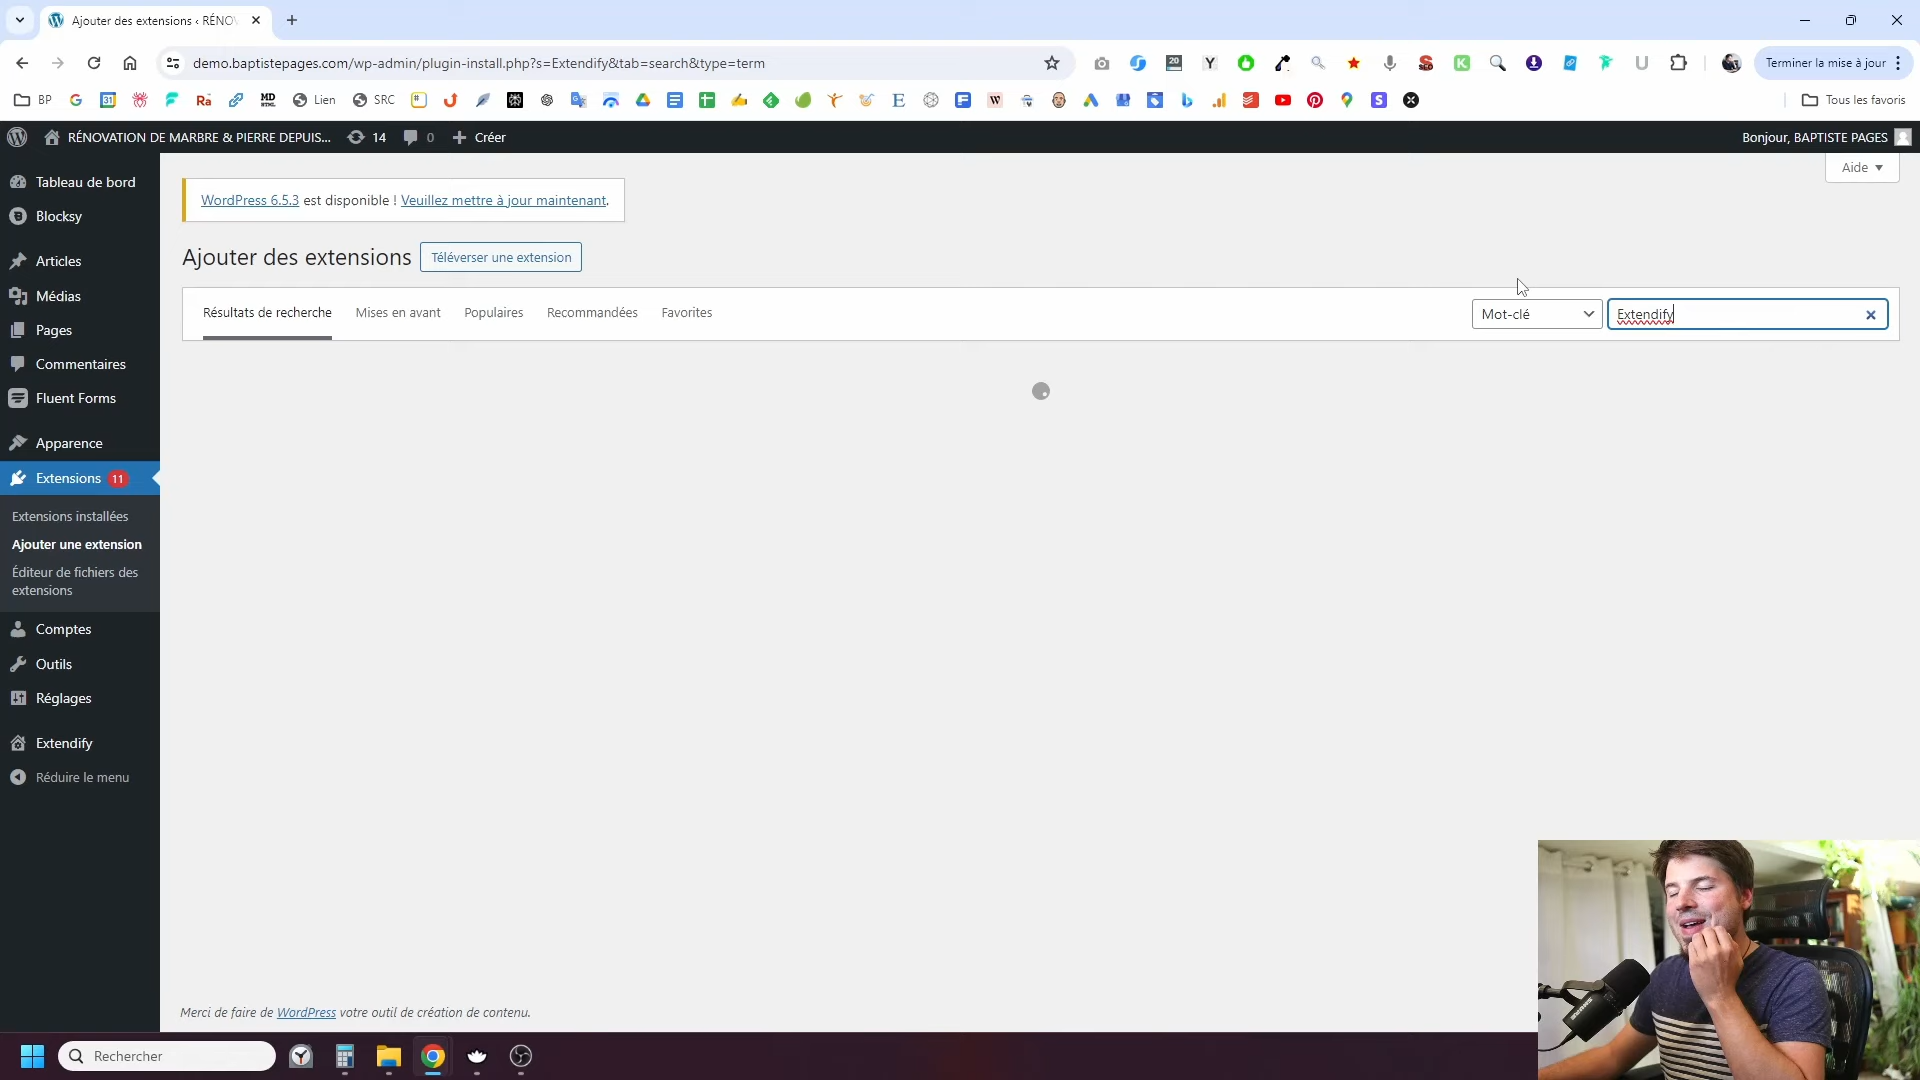 Ajouter des extensions ‹ RÉNO
demo.baptistepages.com/wp-admin/plugin-install.php?s=Extendify&tab=search&type=term
Terminer la mise à jour
BP
Lien
SRC
Tous les favoris
RÉNOVATION DE MARBRE & PIERRE DEPUIS...
14
0
Créer
Bonjour, BAPTISTE PAGES
Tableau de bord
Blocksy
Articles
Médias
Pages
Commentaires
Fluent Forms
Apparence
Extensions 11
Extensions installées
Ajouter une extension
Éditeur de fichiers des
extensions
Comptes
Outils
Réglages
Extendify
Réduire le menu
Aide
WordPress 6.5.3 est disponible ! Veuillez mettre à jour maintenant.
Ajouter des extensions
Téléverser une extension
Résultats de recherche
Mises en avant
Populaires
Recommandées
Favorites
Mot-clé
Extendify
Merci de faire de WordPress votre outil de création de contenu.
Rechercher